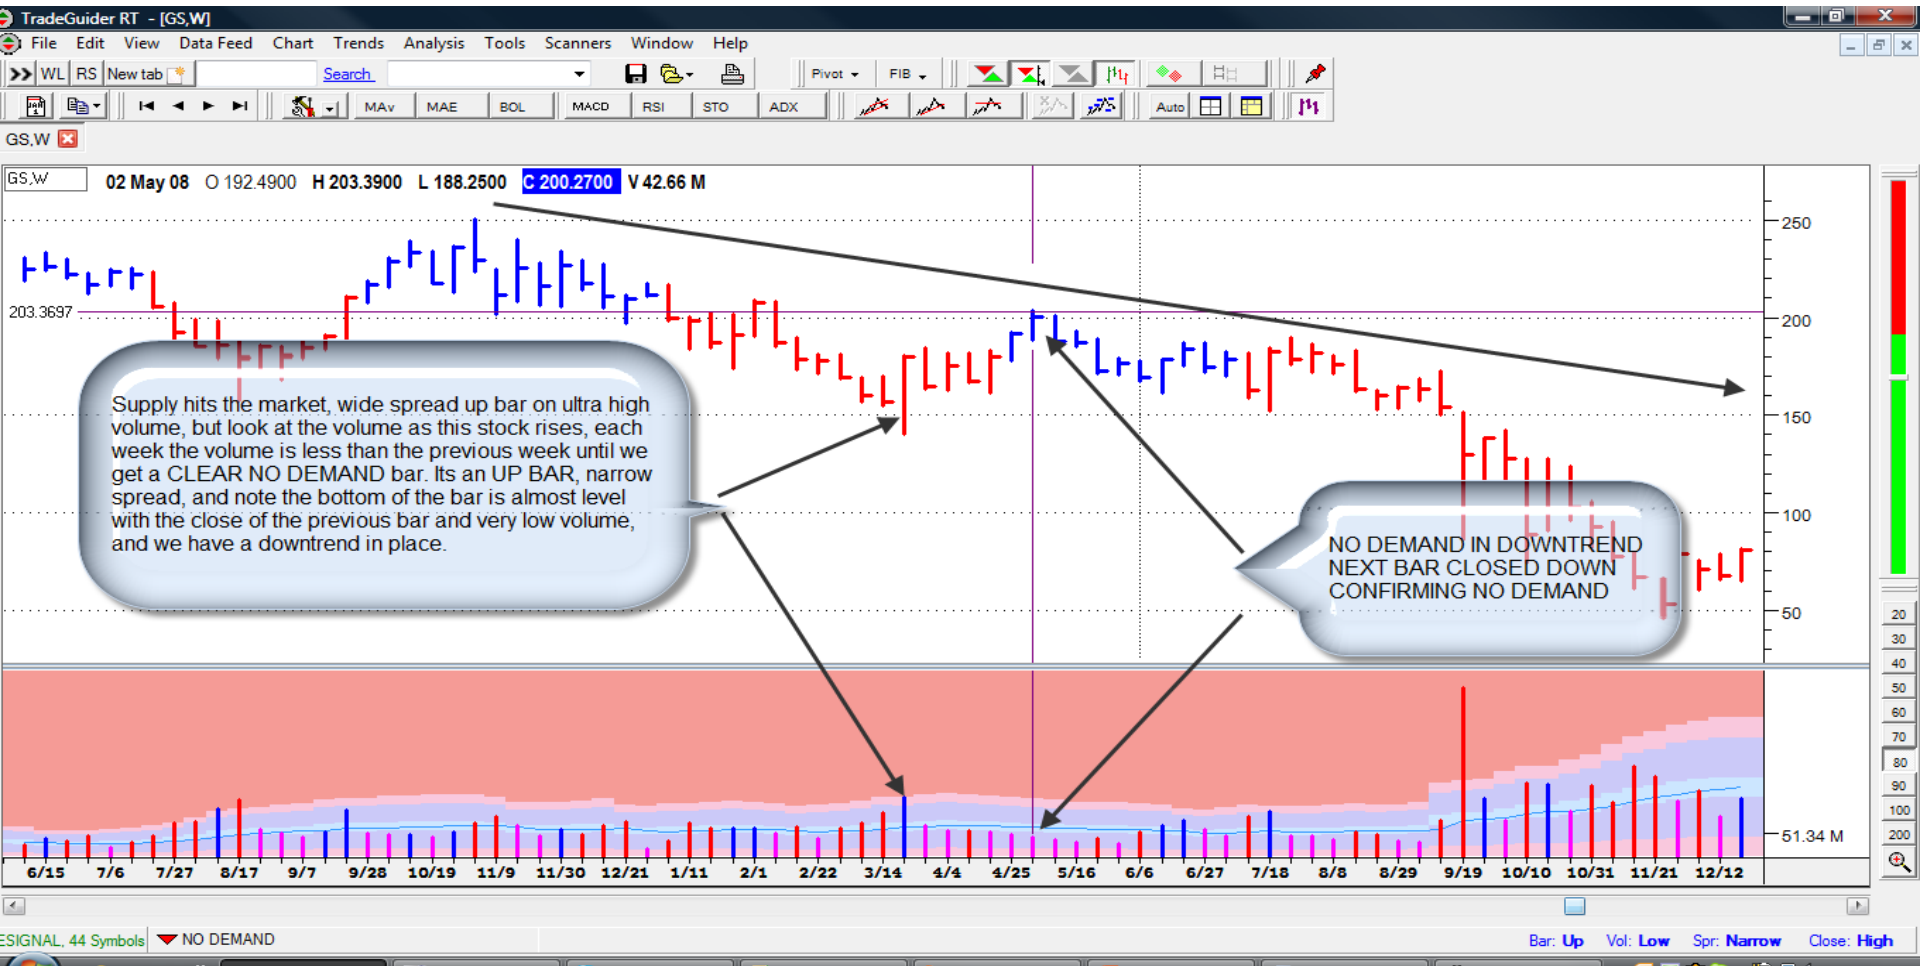 TradeGuider RT - [GS,W]
File Edit View Data Feed Chart Trends Analysis Tools Scanners Window Help
WL RS New tab Search Pivot FIB
MAv MAE BOL MACD RSI STO ADX Auto
GS,W
GS,W 02 May 08 O 192.4900 H 203.3900 L 188.2500 C 200.2700 V 42.66 M
250
203.3697
200
150
100
50
Supply hits the market, wide spread up bar on ultra high
volume, but look at the volume as this stock rises, each
week the volume is less than the previous week until we
get a CLEAR NO DEMAND bar. Its an UP BAR, narrow
spread, and note the bottom of the bar is almost level
with the close of the previous bar and very low volume,
and we have a downtrend in place.
NO DEMAND IN DOWNTREND
NEXT BAR CLOSED DOWN
CONFIRMING NO DEMAND
20
30
40
50
60
70
80
90
100
200
51.34 M
6/15 7/6 7/27 8/17 9/7 9/28 10/19 11/9 11/30 12/21 1/11 2/1 2/22 3/14 4/4 4/25 5/16 6/6 6/27 7/18 8/8 8/29 9/19 10/10 10/31 11/21 12/12
ESIGNAL, 44 Symbols NO DEMAND Bar: Up Vol: Low Spr: Narrow Close: High